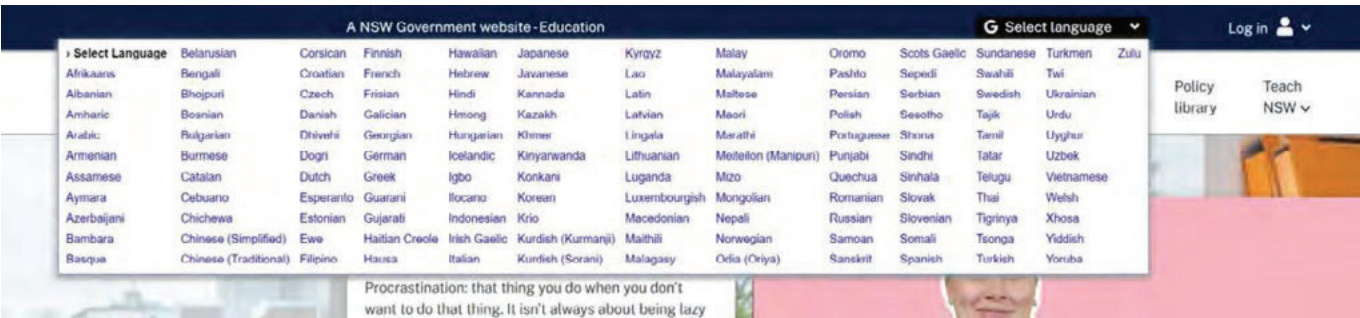 A NSW Government website - Education
G Select language
Log in
› Select Language Belarusian Corsican Finnish Hawaiian Japanese Kyrgyz Malay Oromo Scots Gaelic Sundanese Turkmen Zulu
Afrikaans Bengali Croatian French Hebrew Javanese Lao Malayalam Pashto Sepedi Swahili Twi
Albanian Bhojpuri Czech Frisian Hindi Kannada Latin Maltese Persian Serbian Swedish Ukrainian
Amharic Bosnian Danish Galician Hmong Kazakh Latvian Maori Polish Sesotho Tajik Urdu
Arabic Bulgarian Dhivehi Georgian Hungarian Khmer Lingala Marathi Portuguese Shona Tamil Uyghur
Armenian Burmese Dogri German Icelandic Kinyarwanda Lithuanian Meiteilon (Manipuri) Punjabi Sindhi Tatar Uzbek
Assamese Catalan Dutch Greek Igbo Konkani Luganda Mizo Quechua Sinhala Telugu Vietnamese
Aymara Cebuano Esperanto Guarani Ilocano Korean Luxembourgish Mongolian Romanian Slovak Thai Welsh
Azerbaijani Chichewa Estonian Gujarati Indonesian Krio Macedonian Nepali Russian Slovenian Tigrinya Xhosa
Bambara Chinese (Simplified) Ewe Haitian Creole Irish Gaelic Kurdish (Kurmanji) Maithili Norwegian Samoan Somali Tsonga Yiddish
Basque Chinese (Traditional) Filipino Hausa Italian Kurdish (Sorani) Malagasy Odia (Oriya) Sanskrit Spanish Turkish Yoruba
Policy
library
Teach
NSW
Procrastination: that thing you do when you don't
want to do that thing. It isn't always about being lazy